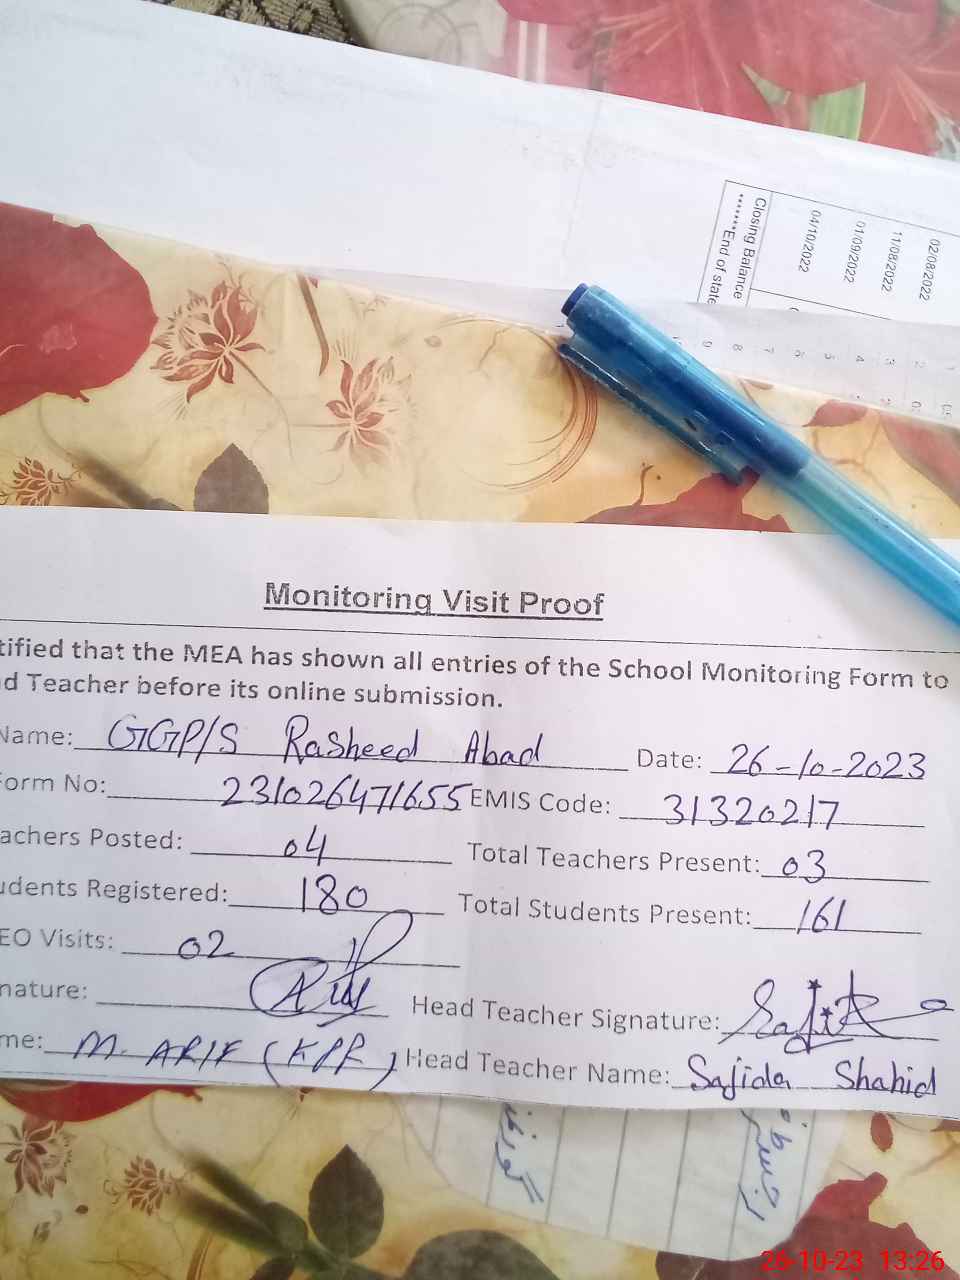 02/08/2022
11/08/2022
01/09/2022
04/10/2022
Closing Balance
*******End of state
Monitoring Visit Proof
tified that the MEA has shown all entries of the School Monitoring Form to
d Teacher before its online submission.
Name: GGP/S Rasheed Abad Date: 26-10-2023
orm No: 231026471655 EMIS Code: 31320217
achers Posted: 04 Total Teachers Present: 03
udents Registered: 180 Total Students Present: 161
EO Visits: 02
nature: Head Teacher Signature:
me: M. ARIF (KPR) Head Teacher Name: Sajida Shahid
26-10-23 13:26